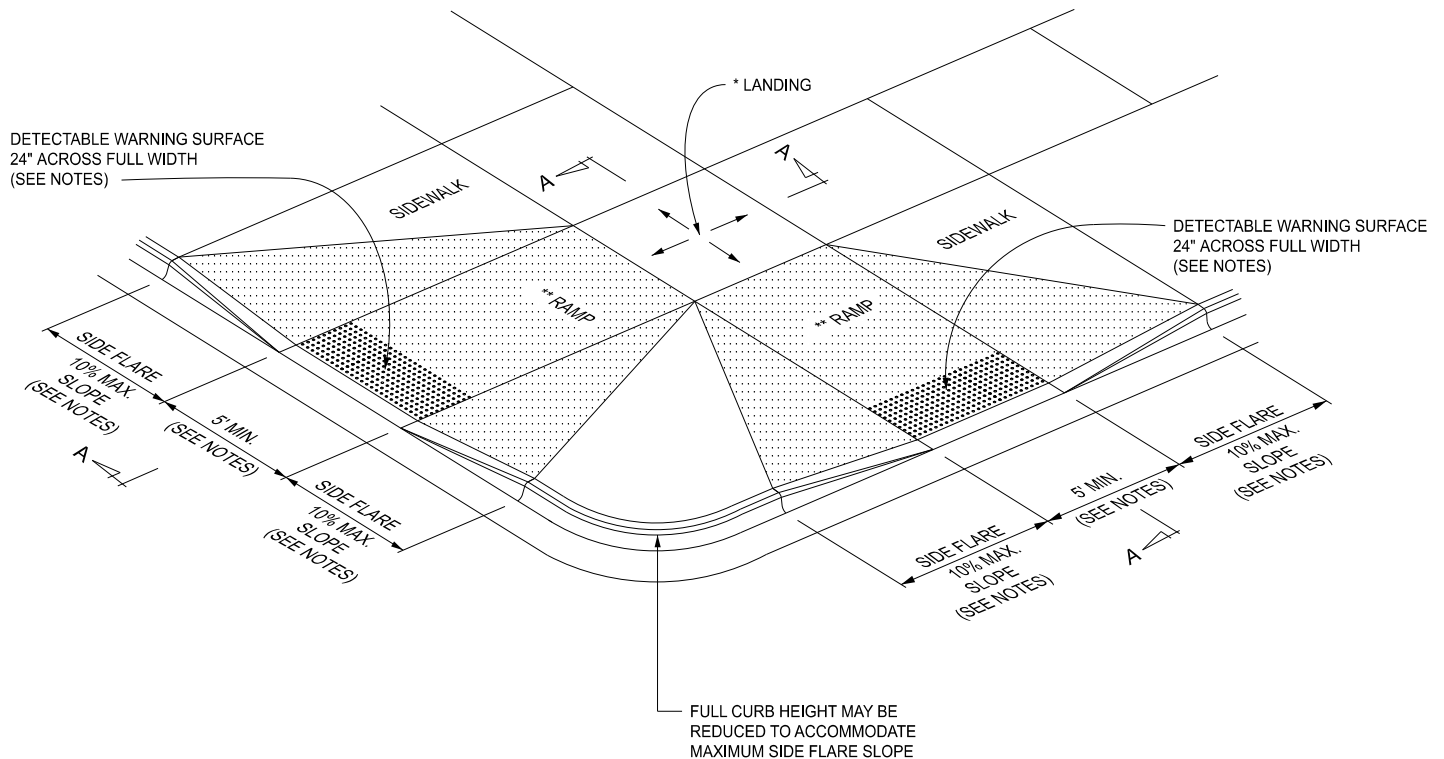 * LANDING
DETECTABLE WARNING SURFACE
24" ACROSS FULL WIDTH
(SEE NOTES)
A
A
SIDEWALK
SIDEWALK
DETECTABLE WARNING SURFACE
24" ACROSS FULL WIDTH
(SEE NOTES)
** RAMP
** RAMP
SIDE FLARE
10% MAX.
SLOPE
(SEE NOTES)
5' MIN.
(SEE NOTES)
A
SIDE FLARE
10% MAX.
SLOPE
(SEE NOTES)
SIDE FLARE
10% MAX.
SLOPE
(SEE NOTES)
5' MIN.
(SEE NOTES)
SIDE FLARE
10% MAX.
SLOPE
(SEE NOTES)
A
FULL CURB HEIGHT MAY BE
REDUCED TO ACCOMMODATE
MAXIMUM SIDE FLARE SLOPE